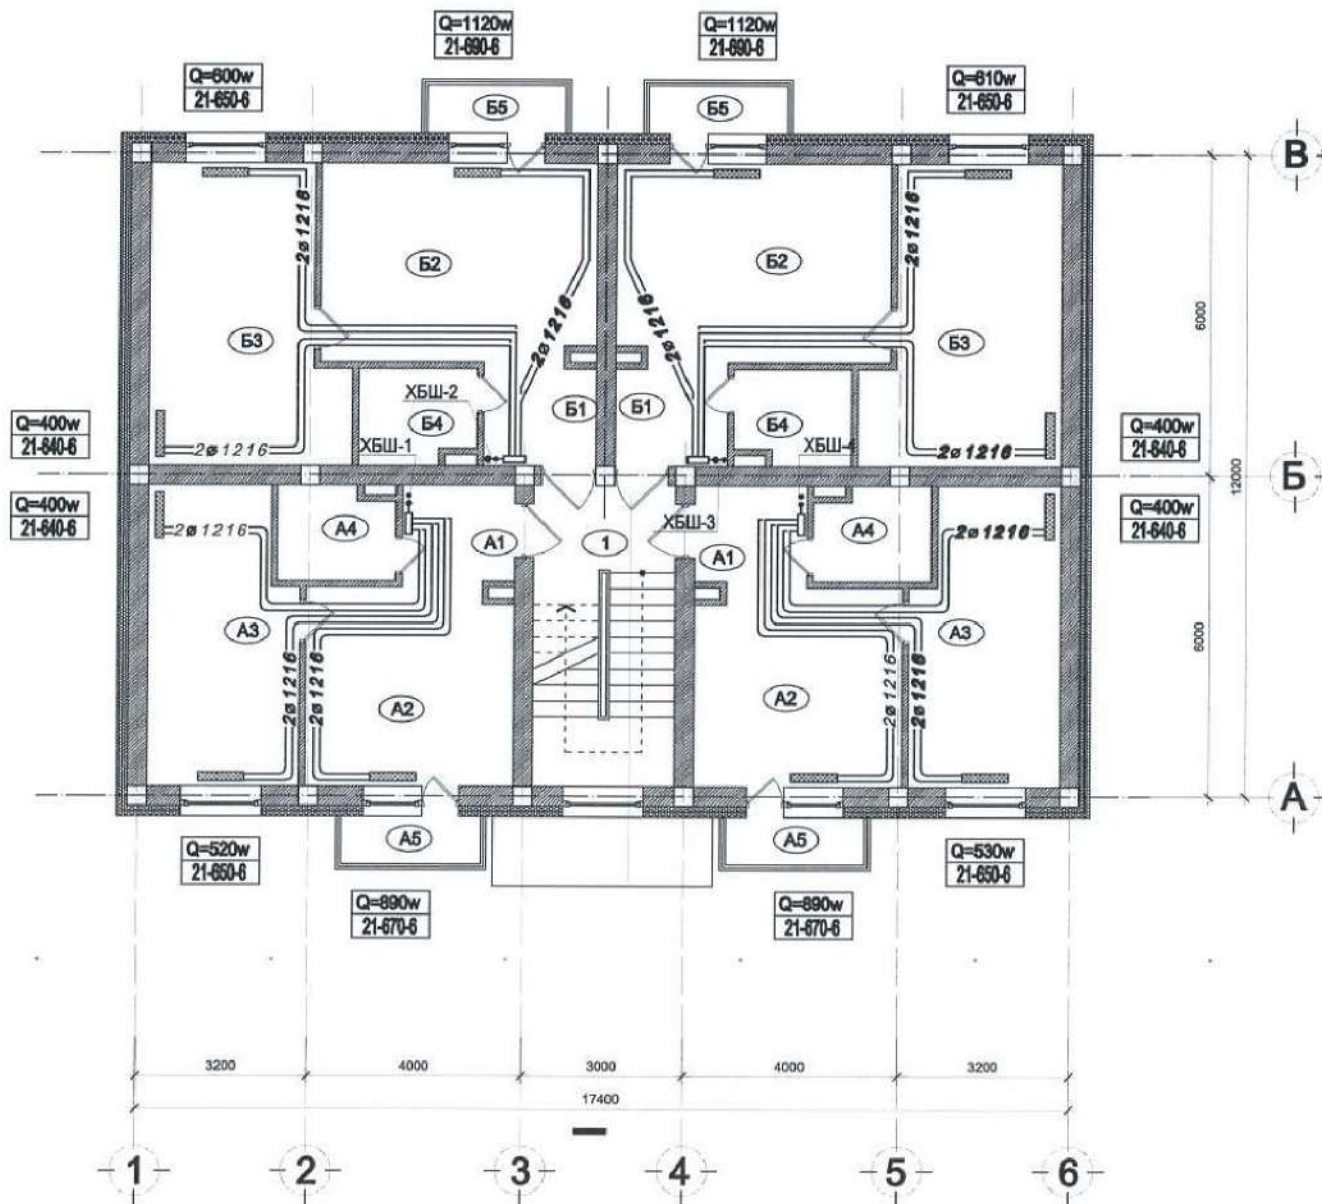 Q=1120w
21-690-6
Q=1120w
21-690-6
Q=600w
21-650-6
Q=610w
21-650-6
Б5
Б5
В
2ø1216
2ø1216
Б2
Б2
2ø1216
2ø1216
6000
Б3
Б3
ХБШ-2
Б1
Б1
Б4
Б4
Q=400w
21-640-6
Q=400w
21-640-6
2ø1216
ХБШ-1
ХБШ-4
2ø1216
Б
12000
Q=400w
21-640-6
Q=400w
21-640-6
2ø1216
А4
А1
1
ХБШ-3
А1
А4
2ø1216
А3
А3
6000
2ø1216
2ø1216
А2
А2
2ø1216
2ø1216
А
А5
А5
Q=520w
21-650-6
Q=530w
21-650-6
Q=890w
21-670-6
Q=890w
21-670-6
3200
4000
3000
4000
3200
17400
1
2
3
4
5
6